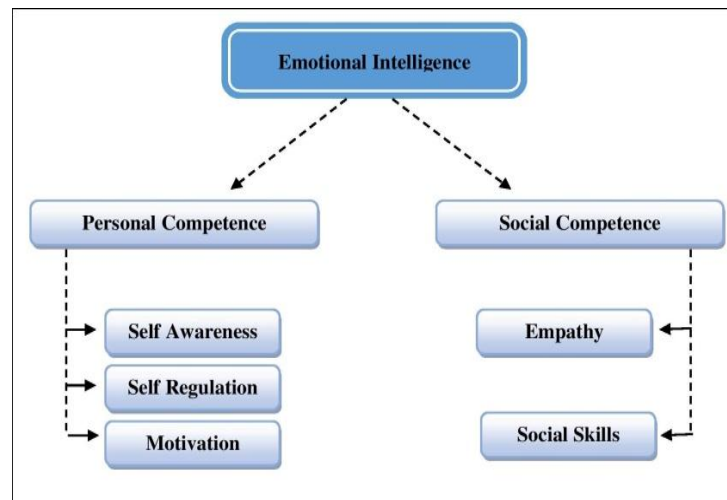 Emotional Intelligence
Personal Competence
Social Competence
Self Awareness
Self Regulation
Motivation
Empathy
Social Skills